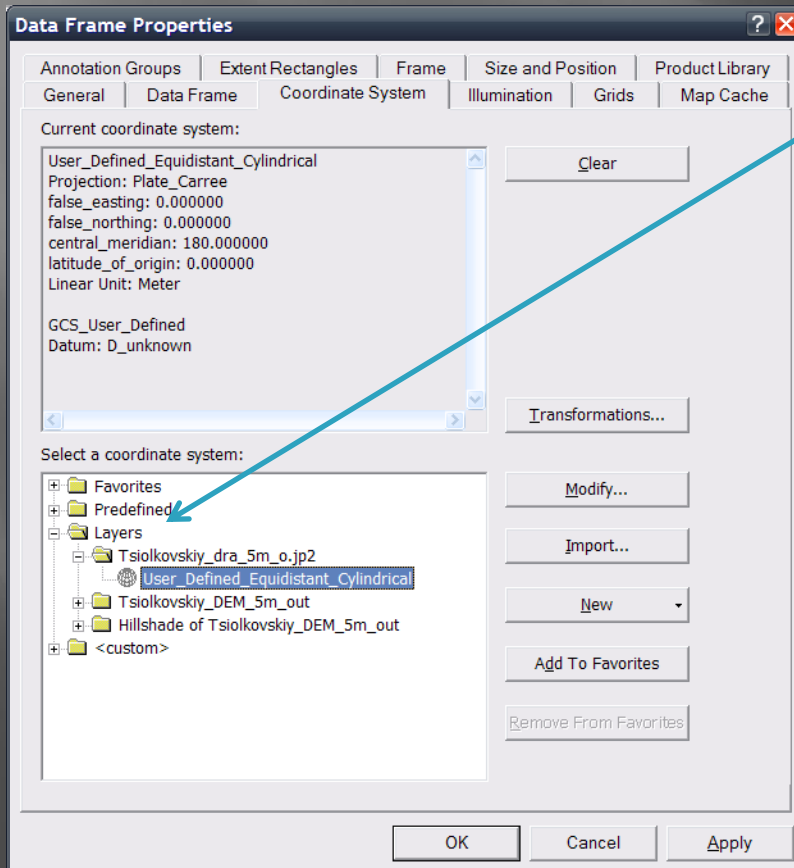 Data Frame Properties
Annotation Groups
Extent Rectangles
Frame
Size and Position
Product Library
General
Data Frame
Coordinate System
Illumination
Grids
Map Cache
Current coordinate system:
User_Defined_Equidistant_Cylindrical
Projection: Plate_Carree
false_easting: 0.000000
false_northing: 0.000000
central_meridian: 180.000000
latitude_of_origin: 0.000000
Linear Unit: Meter
GCS_User_Defined
Datum: D_unknown
Clear
Transformations...
Select a coordinate system:
Favorites
Predefined
Layers
Tsiolkovskiy_dra_5m_o.jp2
User_Defined_Equidistant_Cylindrical
Tsiolkovskiy_DEM_5m_out
Hillshade of Tsiolkovskiy_DEM_5m_out
<custom>
Modify...
Import...
New
Add To Favorites
Remove From Favorites
OK
Cancel
Apply